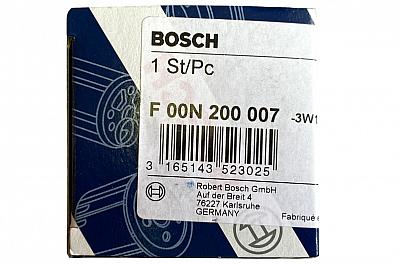 BOSCH
1 St/Pc
F 00N 200 007 -3W1
3 165143 523025
Robert Bosch GmbH
Auf der Breit 4
76227 Karlsruhe
GERMANY
Fabriqué e